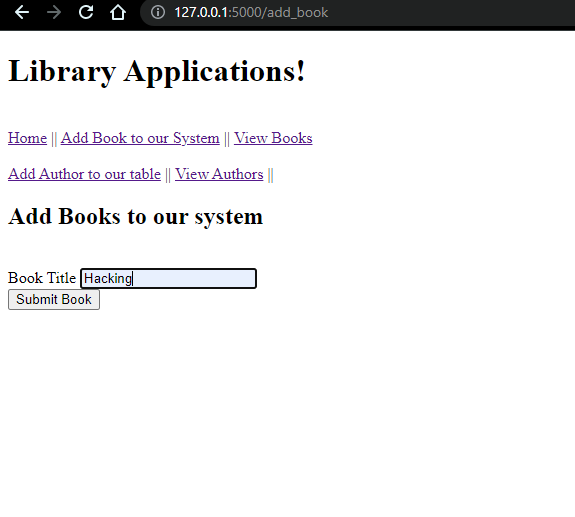 127.0.0.1:5000/add_book
Library Applications!
Home || Add Book to our System || View Books
Add Author to our table || View Authors ||
Add Books to our system
Book Title Hacking
Submit Book